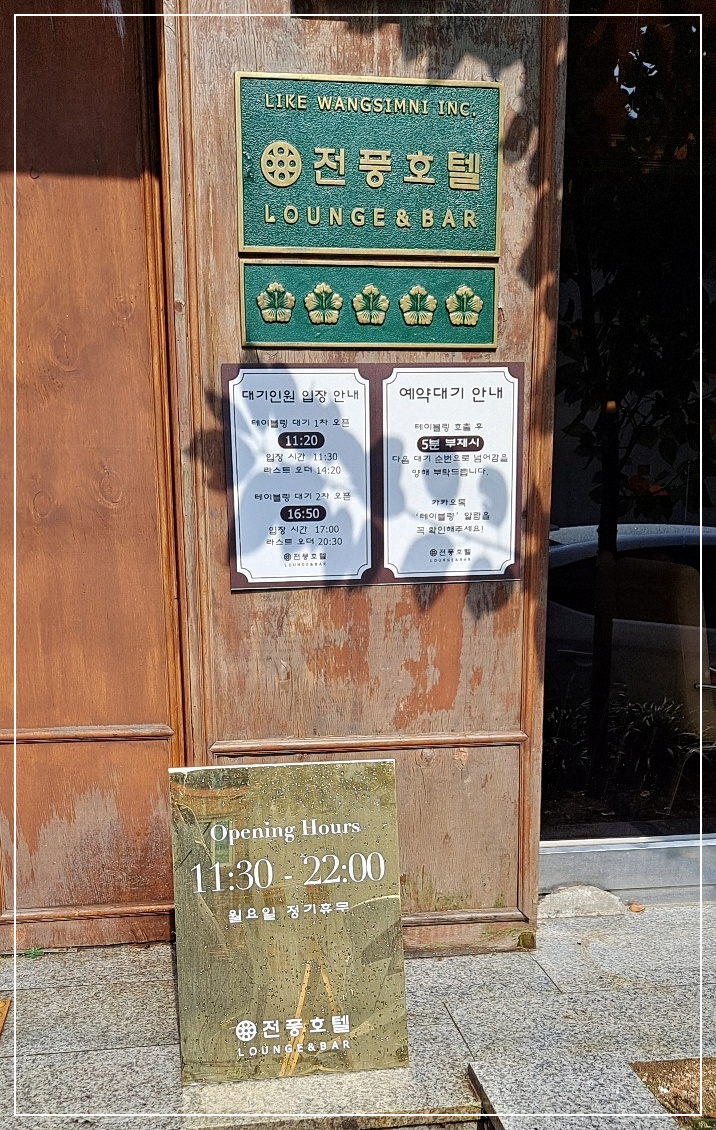 LIKE WANGSIMNI INC.
전풍호텔
LOUNGE & BAR
대기인원 입장 안내
테이블링 대기 1차 오픈
11:20
입장 시간 11:30
라스트 오더 14:20
테이블링 대기 2차 오픈
16:50
입장 시간 17:00
라스트 오더 20:30
전풍호텔
LOUNGE&BAR
예약대기 안내
테이블링 호출 후
5분 부재시
다음 대기 순번으로 넘어감을
양해 부탁드립니다.
카카오톡
'테이블링' 알람을
꼭 확인해주세요!
전풍호텔
LOUNGE&BAR
Opening Hours
11:30 - 22:00
월요일 정기휴무
전풍호텔
LOUNGE&BAR